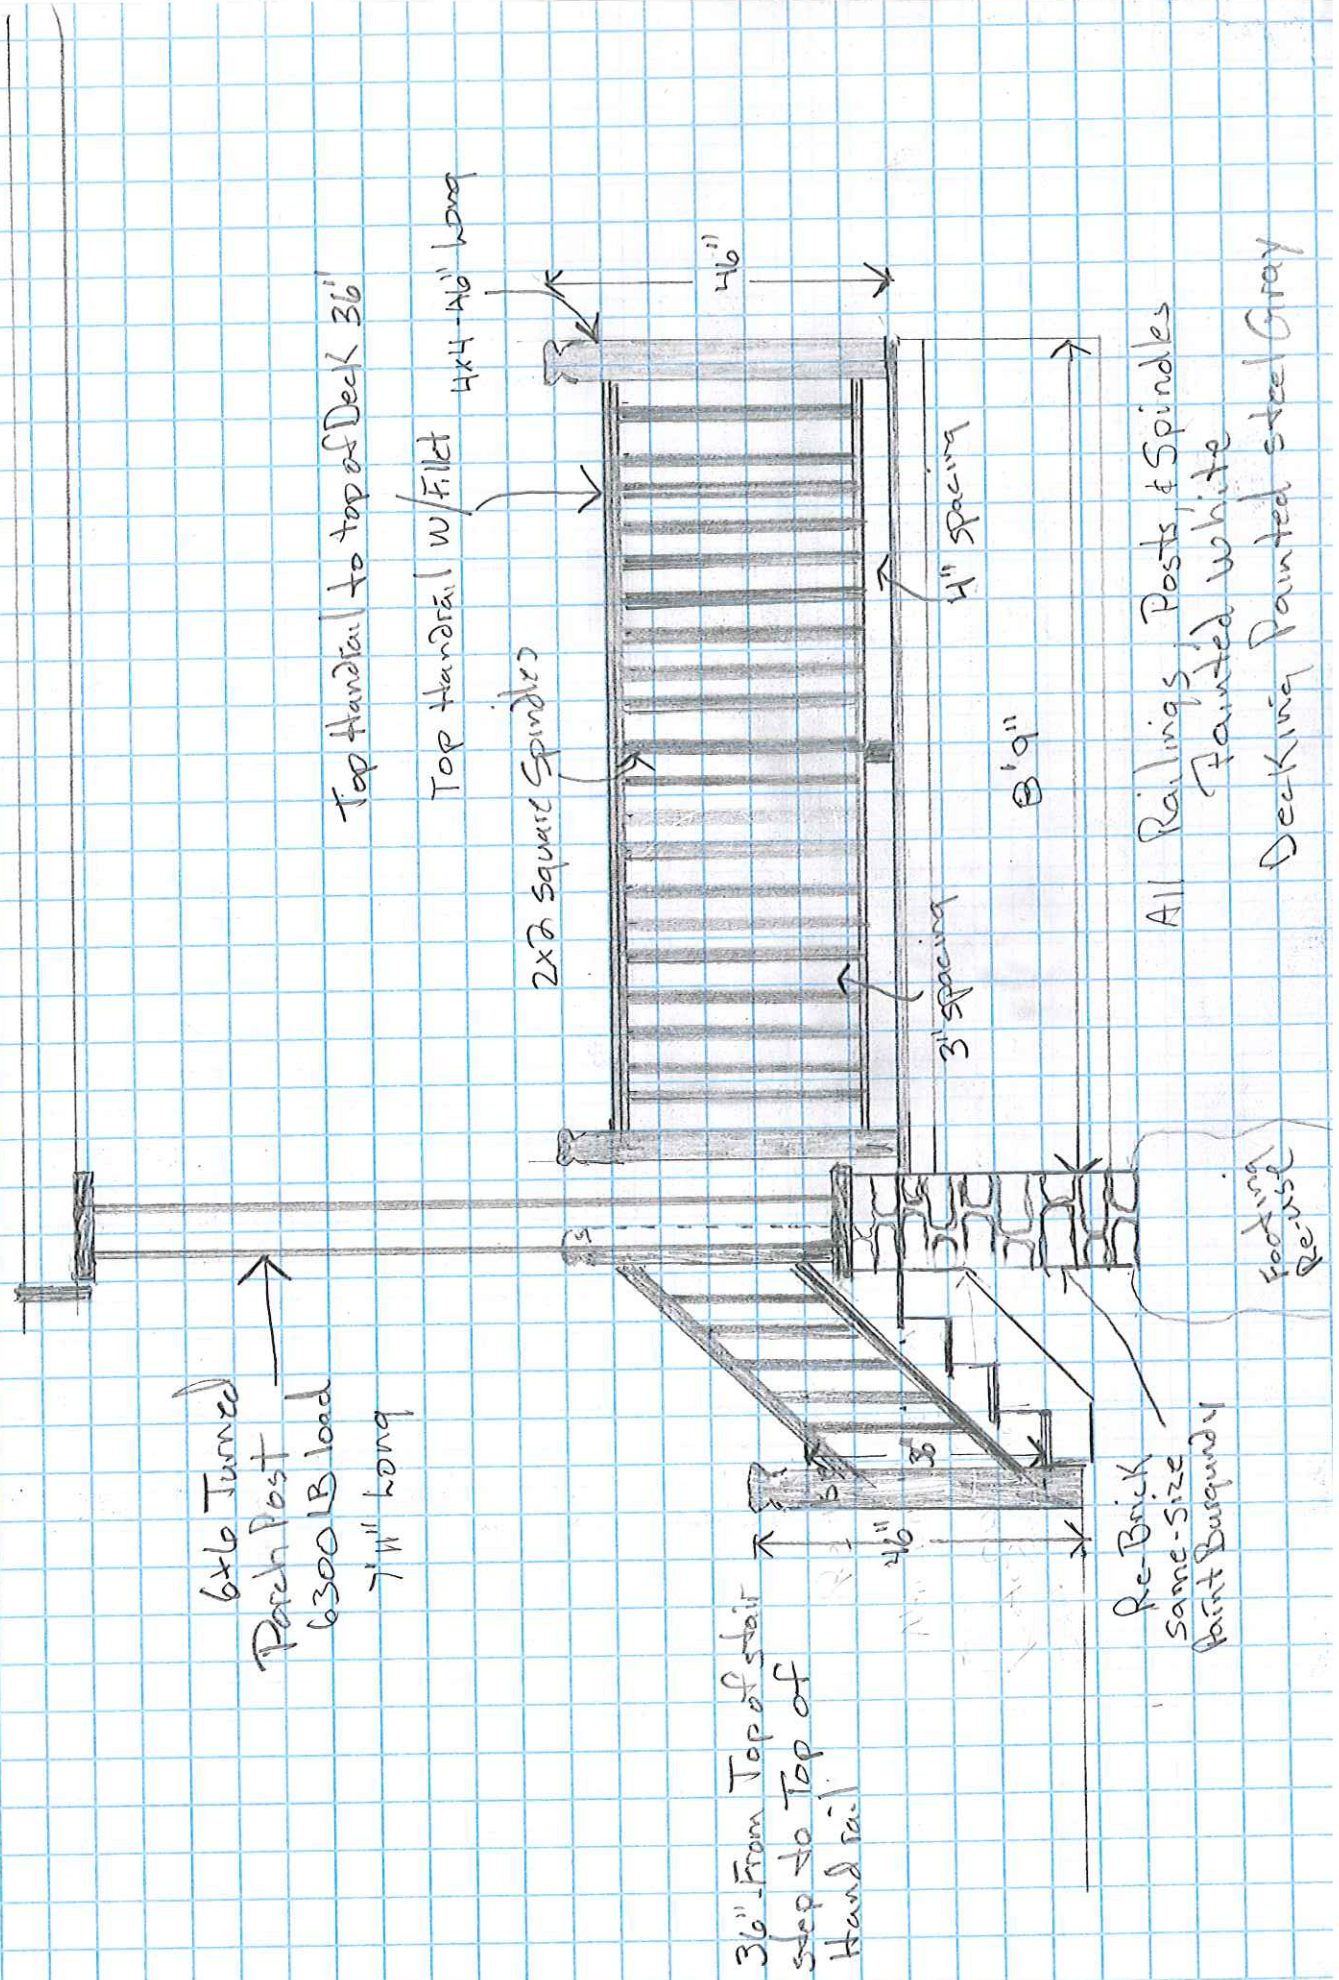 Top Handrail to top of Deck 36"
Top Handrail w/Fillet
4x4-46" Long
2x2 Square Spindles
46"
6x6 Turned
Porch Post
6300 LB load
7'11" Long
36"-From Top of stair
step to Top of
Hand rail
46"
36"
3" spacing
4" spacing
8'9"
Re-Brick
Same-Size
Paint Burgundy
Footing
Re-use
All Railings, Posts, & Spindles
Painted White
Decking Painted steel Gray